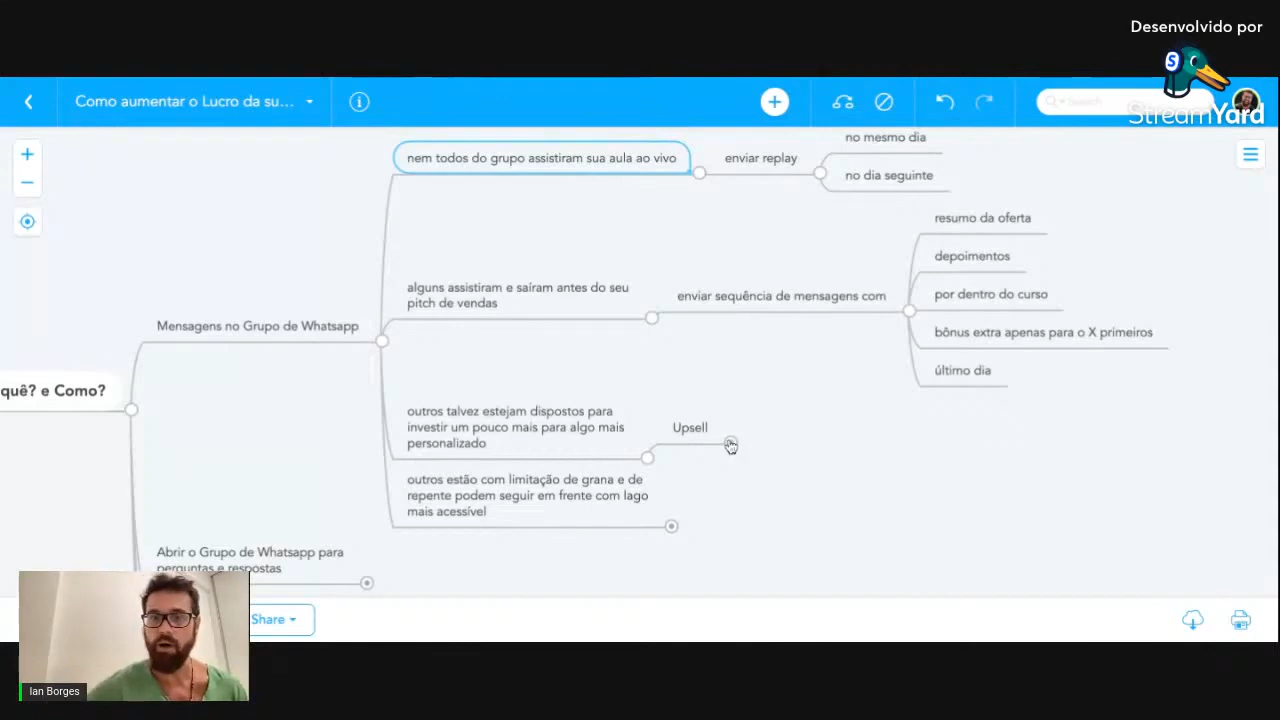 Desenvolvido por
StreamYard
Como aumentar o Lucro da su...
Search
no mesmo dia
nem todos do grupo assistiram sua aula ao vivo
enviar replay
no dia seguinte
resumo da oferta
depoimentos
alguns assistiram e saíram antes do seu
pitch de vendas
enviar sequência de mensagens com
por dentro do curso
bônus extra apenas para o X primeiros
último dia
Mensagens no Grupo de Whatsapp
quê? e Como?
outros talvez estejam dispostos para
investir um pouco mais para algo mais
personalizado
Upsell
outros estão com limitação de grana e de
repente podem seguir em frente com lago
mais acessível
Abrir o Grupo de Whatsapp para
perguntas e respostas
Share
Ian Borges